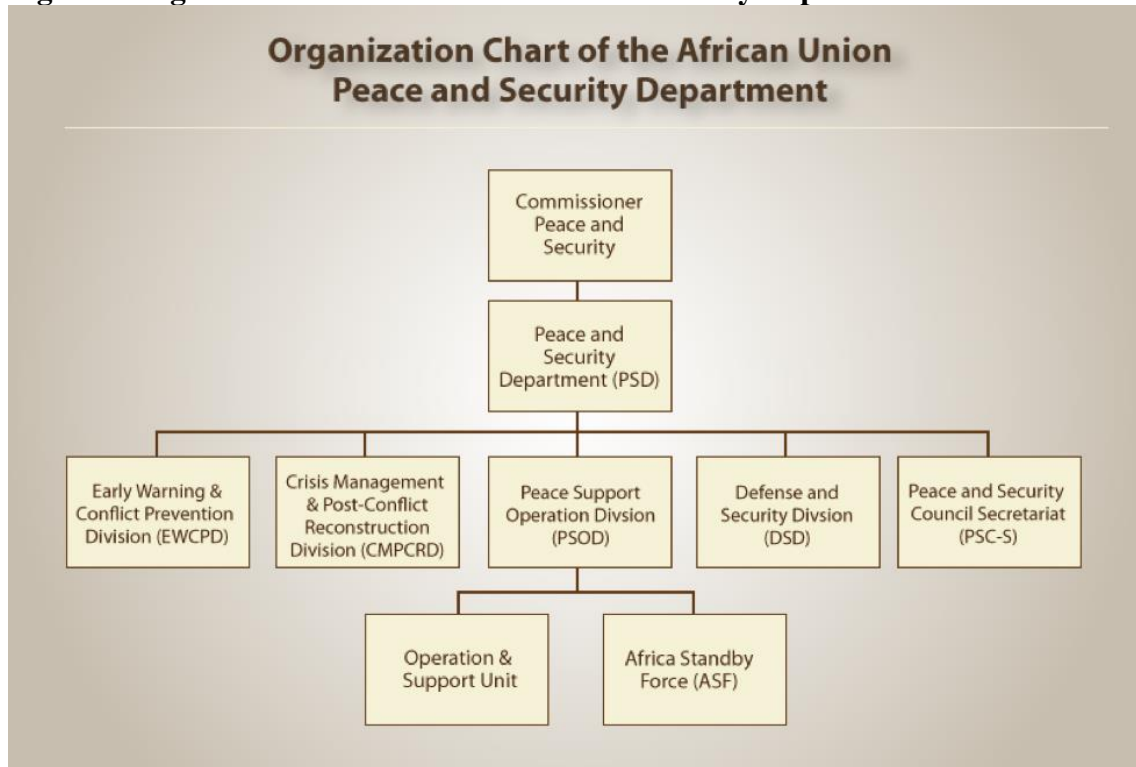 Organization Chart of the African Union
Peace and Security Department
Commissioner
Peace and
Security
Peace and
Security
Department (PSD)
Early Warning &
Conflict Prevention
Division (EWCPD)
Crisis Management
& Post-Conflict
Reconstruction
Division (CMPCRD)
Peace Support
Operation Divsion
(PSOD)
Defense and
Security Divsion
(DSD)
Peace and Security
Council Secretariat
(PSC-S)
Operation &
Support Unit
Africa Standby
Force (ASF)